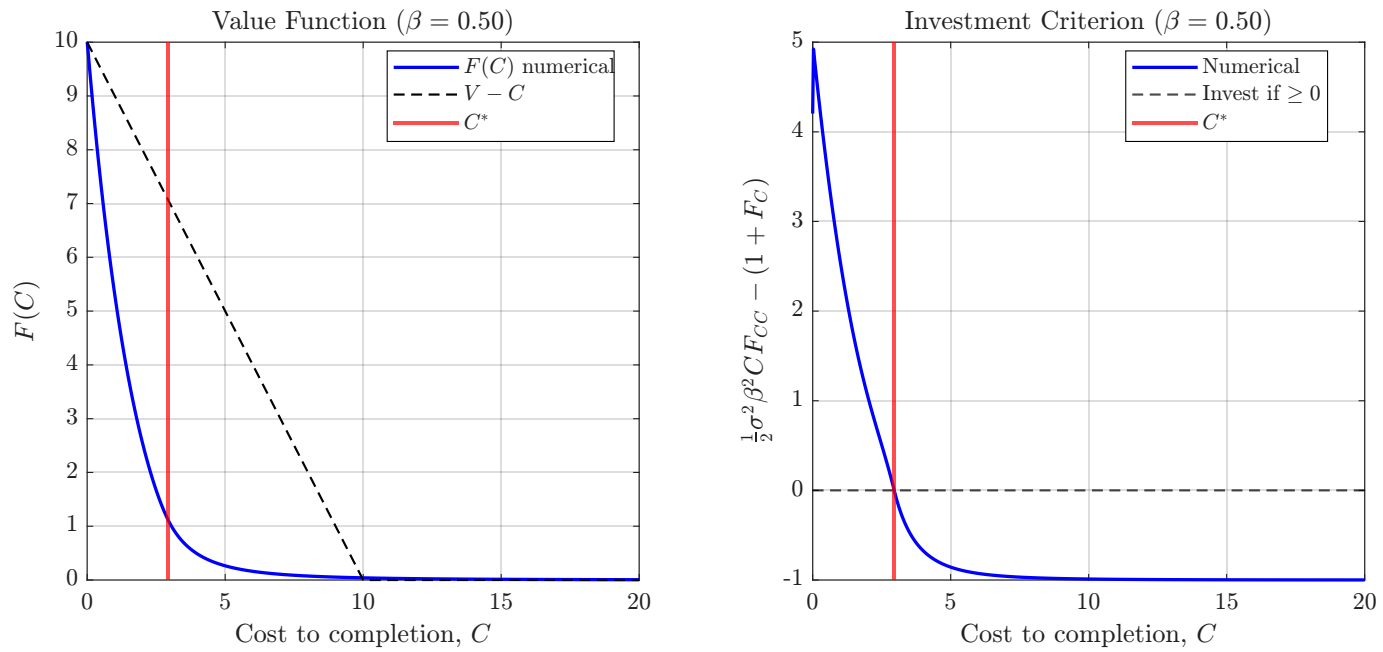 Value Function (β = 0.50)
10
9
8
7
6
5
4
3
2
1
0
F(C)
F(C) numerical
V − C
C*
0 5 10 15 20
Cost to completion, C
Investment Criterion (β = 0.50)
5
4
3
2
1
0
-1
½σ²β²CF_CC − (1 + F_C)
Numerical
Invest if ≥ 0
C*
0 5 10 15 20
Cost to completion, C